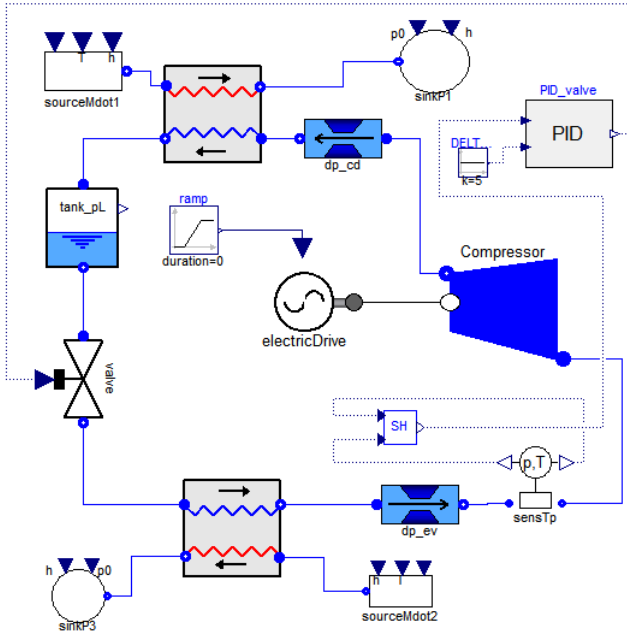 p0 h
T h
sourceMdot1
sinkP1
PID_valve
PID
DELT...
k=5
dp_cd
tank_pL
ramp
duration=0
Compressor
electricDrive
valve
SH
p,T
sensTp
dp_ev
h p0
sinkP3
h T
sourceMdot2